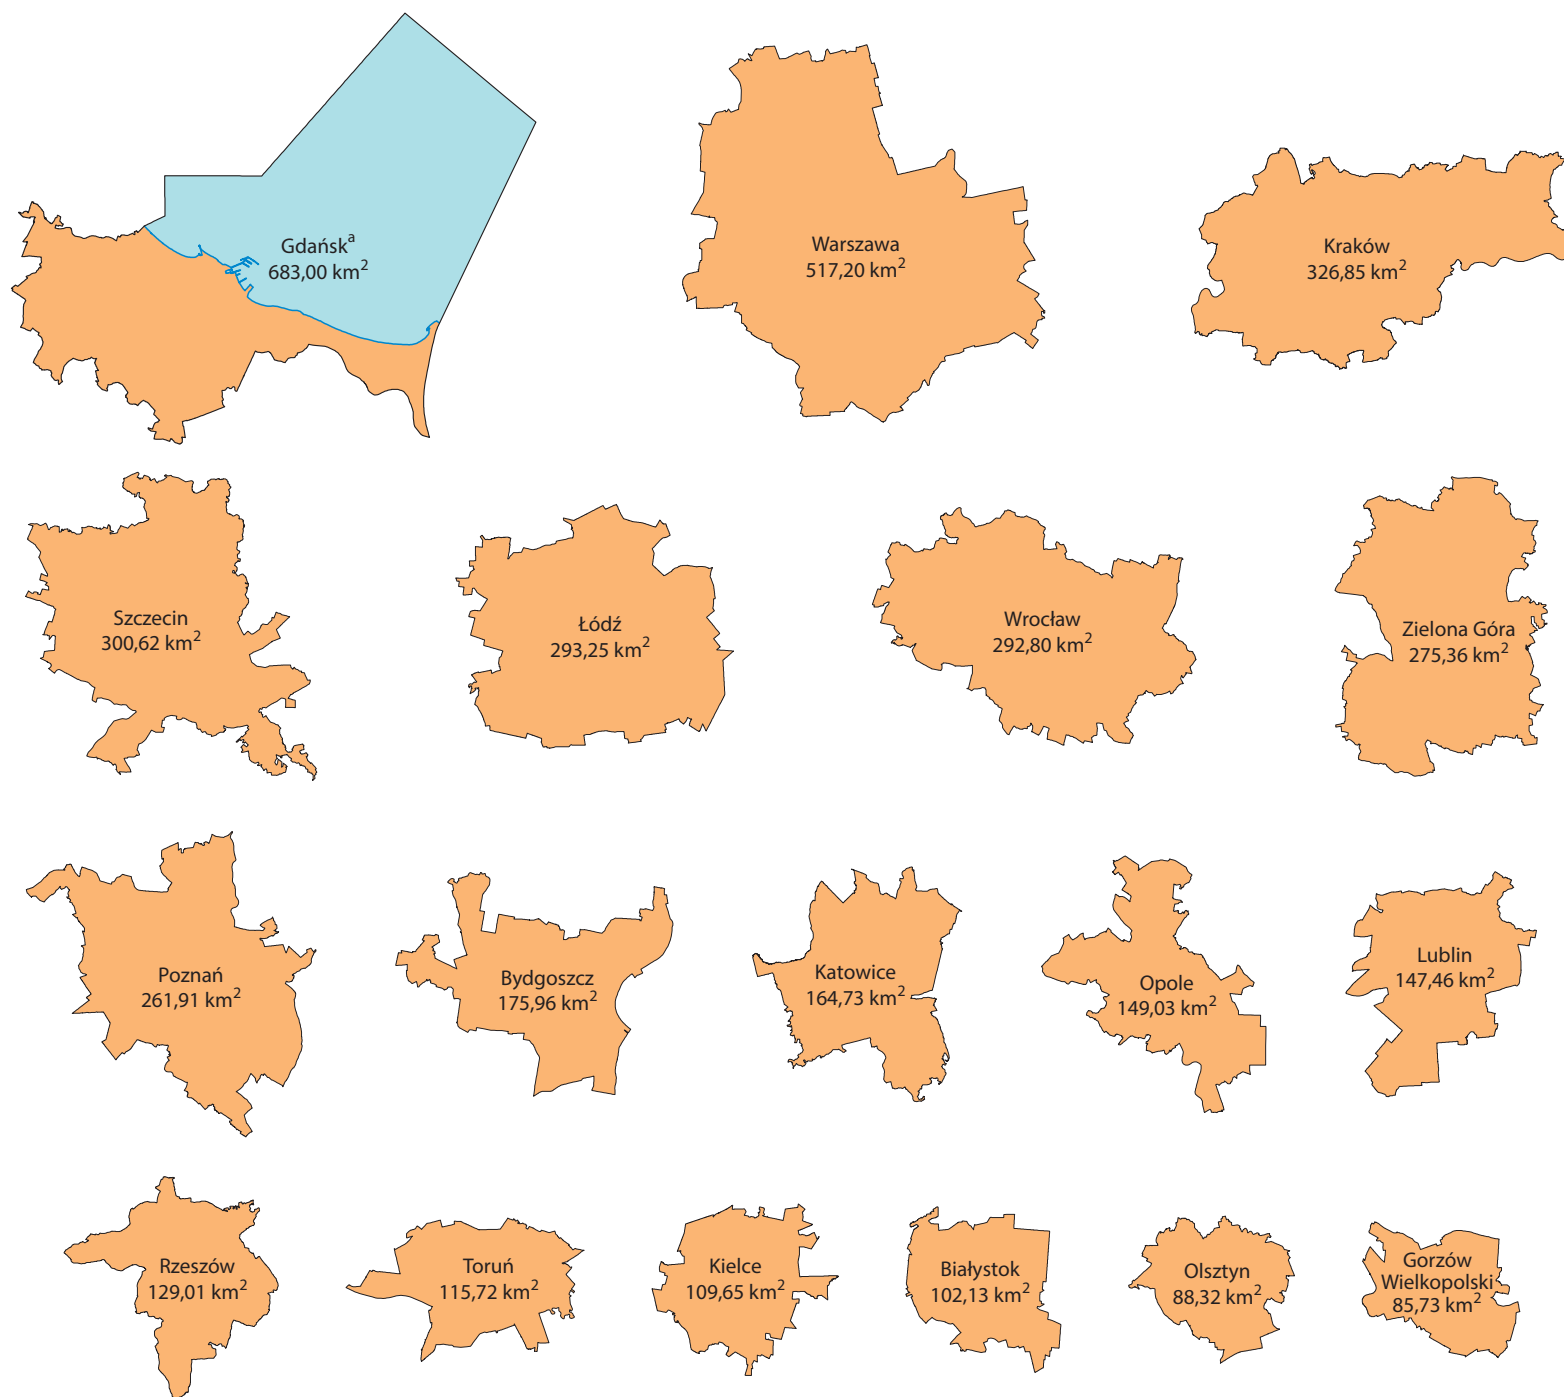 Gdańskᵃ
683,00 km²
Warszawa
517,20 km²
Kraków
326,85 km²
Szczecin
300,62 km²
Łódź
293,25 km²
Wrocław
292,80 km²
Zielona Góra
275,36 km²
Poznań
261,91 km²
Bydgoszcz
175,96 km²
Katowice
164,73 km²
Opole
149,03 km²
Lublin
147,46 km²
Rzeszów
129,01 km²
Toruń
115,72 km²
Kielce
109,65 km²
Białystok
102,13 km²
Olsztyn
88,32 km²
Gorzów
Wielkopolski
85,73 km²